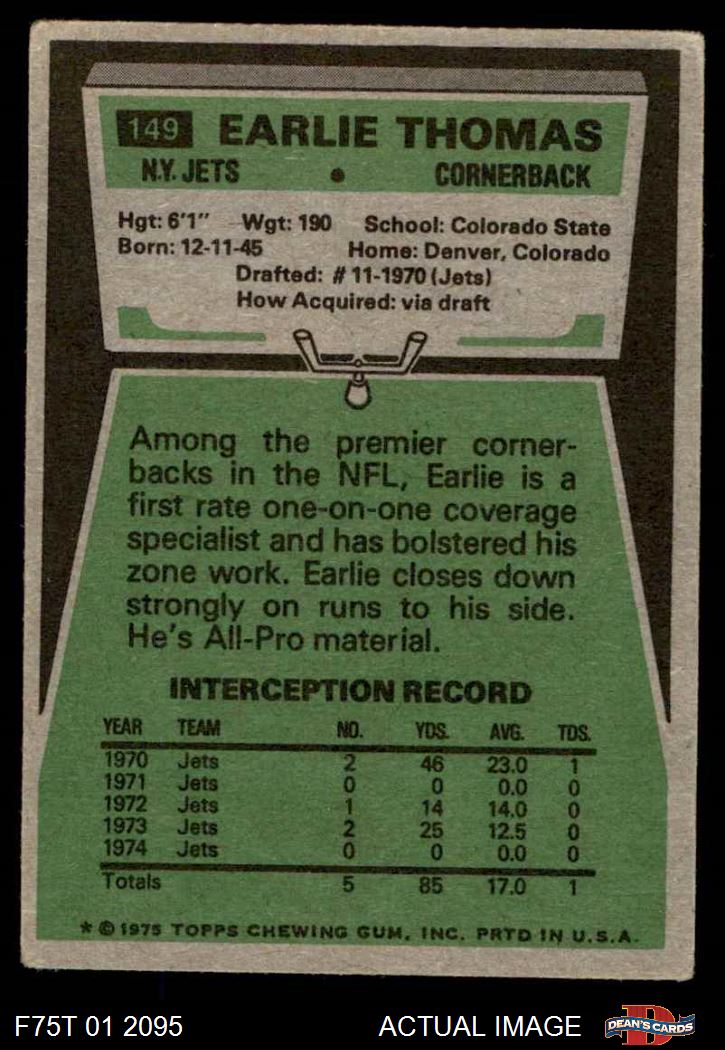 149 EARLIE THOMAS
N.Y. JETS • CORNERBACK
Hgt: 6'1" Wgt: 190 School: Colorado State
Born: 12-11-45 Home: Denver, Colorado
Drafted: #11-1970 (Jets)
How Acquired: via draft
Among the premier corner-
backs in the NFL, Earlie is a
first rate one-on-one coverage
specialist and has bolstered his
zone work. Earlie closes down
strongly on runs to his side.
He's All-Pro material.
INTERCEPTION RECORD
YEAR TEAM NO. YDS. AVG. TDS.
1970 Jets 2 46 23.0 1
1971 Jets 0 0 0.0 0
1972 Jets 1 14 14.0 0
1973 Jets 2 25 12.5 0
1974 Jets 0 0 0.0 0
Totals 5 85 17.0 1
* © 1975 TOPPS CHEWING GUM, INC. PRTD IN U.S.A.
F75T 01 2095 ACTUAL IMAGE D DEAN'S CARDS